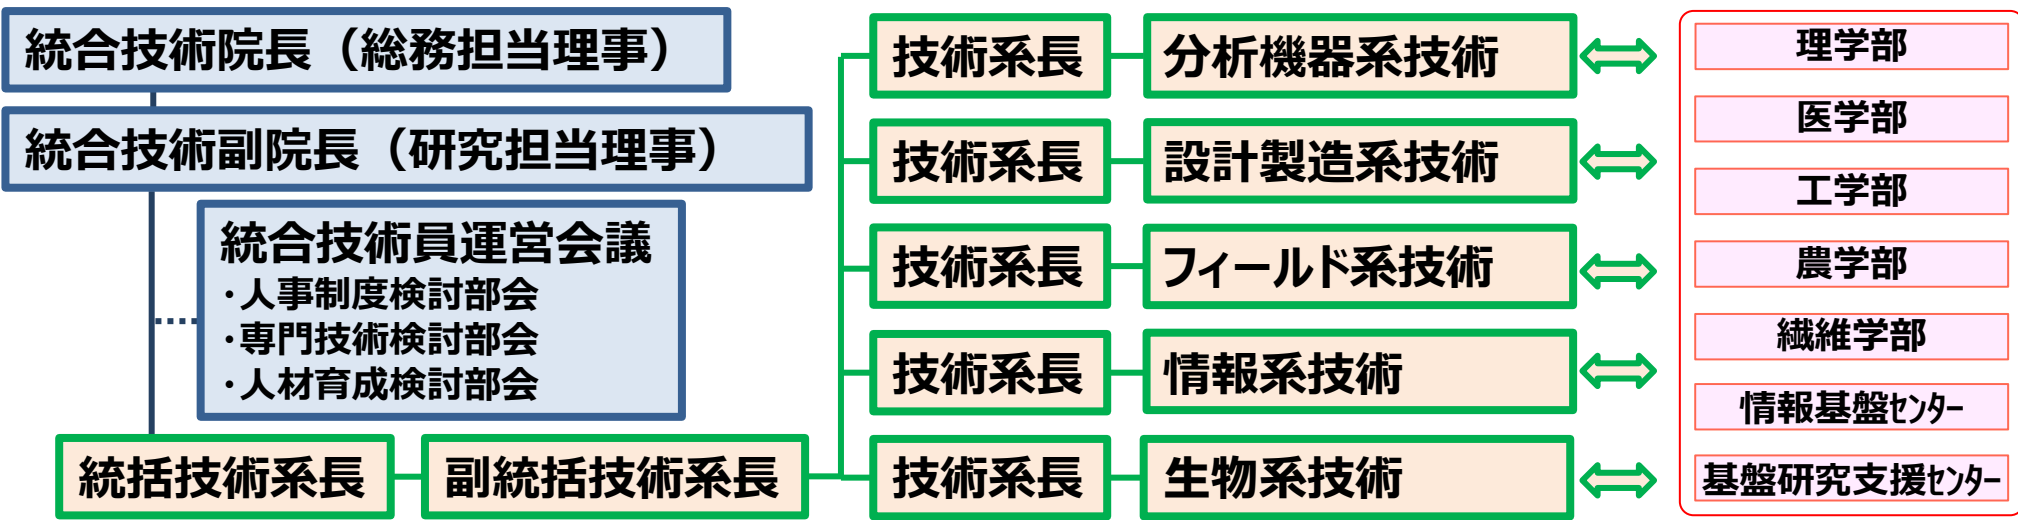 統合技術院長（総務担当理事）
統合技術副院長（研究担当理事）
統合技術員運営会議
・人事制度検討部会
・専門技術検討部会
・人材育成検討部会
統括技術系長
副統括技術系長
技術系長
分析機器系技術
技術系長
設計製造系技術
技術系長
フィールド系技術
技術系長
情報系技術
技術系長
生物系技術
理学部
医学部
工学部
農学部
繊維学部
情報基盤ｾﾝﾀｰ
基盤研究支援ｾﾝﾀｰ